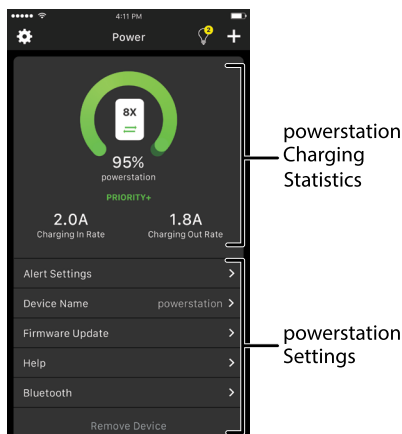 4:11 PM
Power
2
8X
95%
powerstation
PRIORITY+
2.0A 1.8A
Charging In Rate Charging Out Rate
powerstation
Charging
Statistics
Alert Settings
Device Name powerstation
Firmware Update
Help
Bluetooth
Remove Device
powerstation
Settings